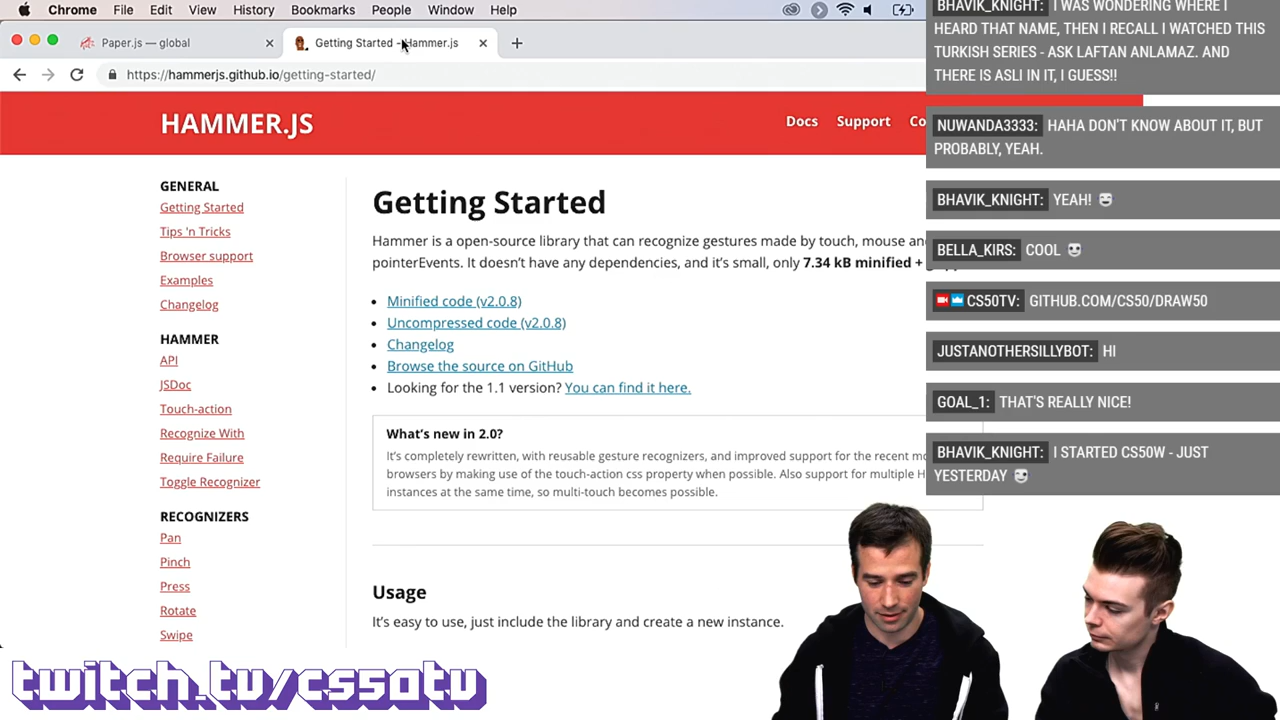 Chrome File Edit View History Bookmarks People Window Help
Paper.js — global
Getting Started - Hammer.js
https://hammerjs.github.io/getting-started/
HAMMER.JS
Docs Support Co
GENERAL
Getting Started
Tips 'n Tricks
Browser support
Examples
Changelog
HAMMER
API
JSDoc
Touch-action
Recognize With
Require Failure
Toggle Recognizer
RECOGNIZERS
Pan
Pinch
Press
Rotate
Swipe
Getting Started
Hammer is a open-source library that can recognize gestures made by touch, mouse an
pointerEvents. It doesn't have any dependencies, and it's small, only 7.34 kB minified +
Minified code (v2.0.8)
Uncompressed code (v2.0.8)
Changelog
Browse the source on GitHub
Looking for the 1.1 version? You can find it here.
What's new in 2.0?
It's completely rewritten, with reusable gesture recognizers, and improved support for the recent mo
browsers by making use of the touch-action css property when possible. Also support for multiple H
instances at the same time, so multi-touch becomes possible.
Usage
It's easy to use, just include the library and create a new instance.
BHAVIK_KNIGHT: I WAS WONDERING WHERE I
HEARD THAT NAME, THEN I RECALL I WATCHED THIS
TURKISH SERIES - ASK LAFTAN ANLAMAZ. AND
THERE IS ASLI IN IT, I GUESS!!
NUWANDA3333: HAHA DON'T KNOW ABOUT IT, BUT
PROBABLY, YEAH.
BHAVIK_KNIGHT: YEAH!
BELLA_KIRS: COOL
CS50TV: GITHUB.COM/CS50/DRAW50
JUSTANOTHERSILLYBOT: HI
GOAL_1: THAT'S REALLY NICE!
BHAVIK_KNIGHT: I STARTED CS50W - JUST
YESTERDAY
twitch.tv/cs50tv